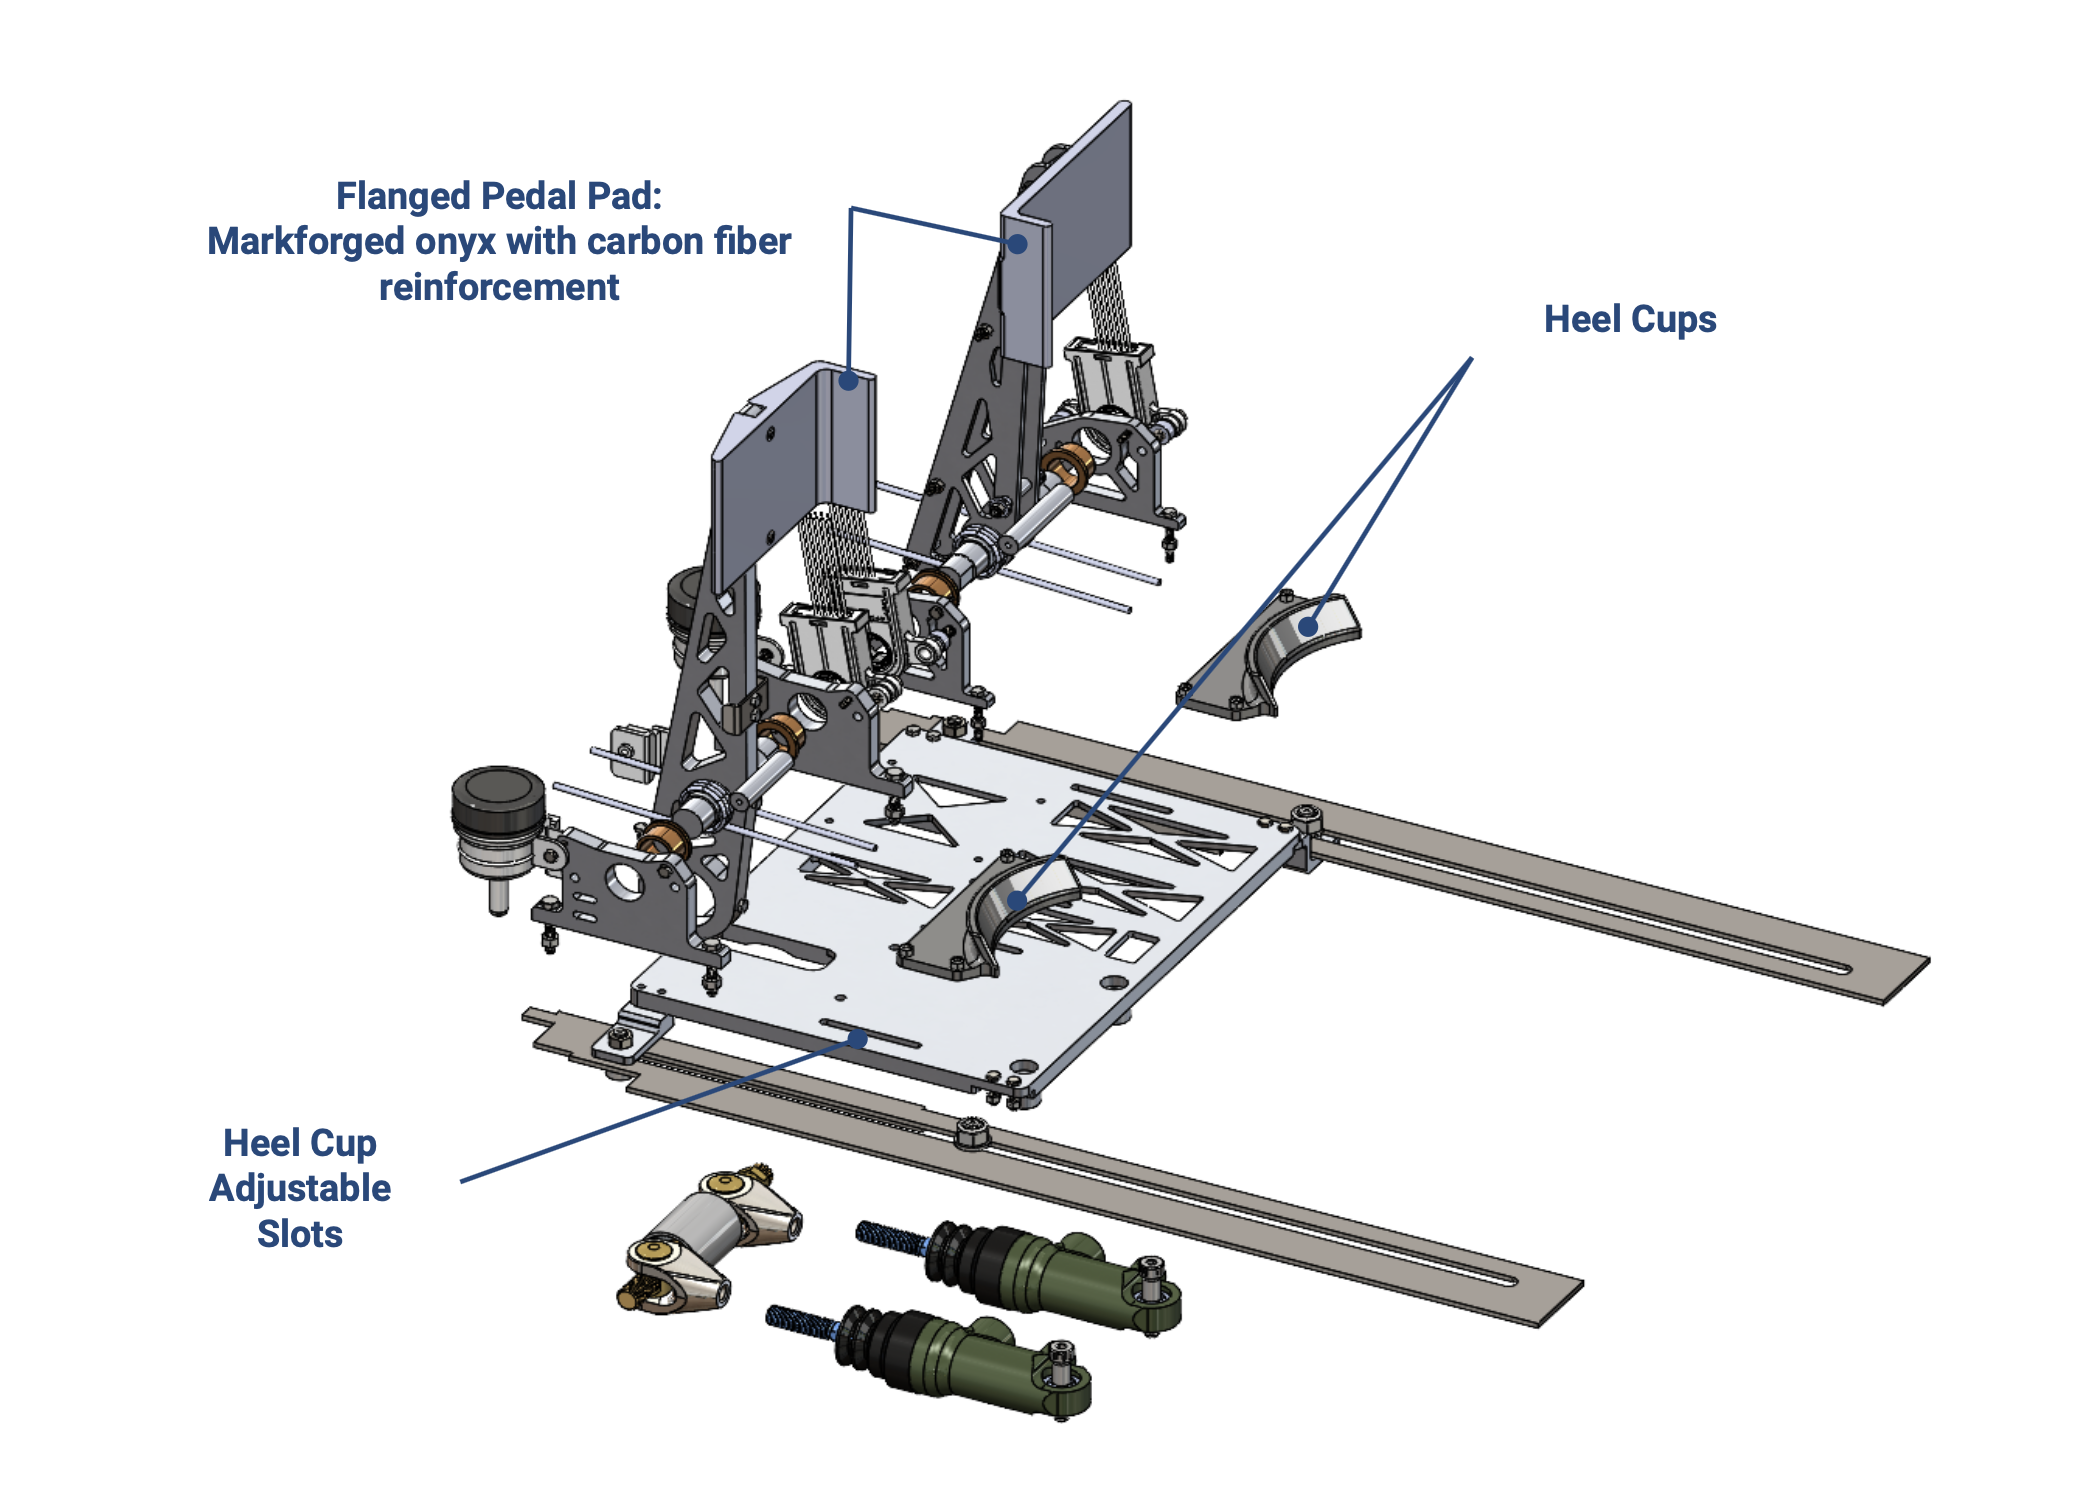 Flanged Pedal Pad:
Markforged onyx with carbon fiber
reinforcement
Heel Cups
Heel Cup
Adjustable
Slots